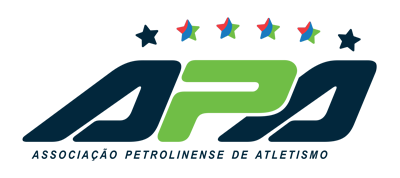 APA
ASSOCIAÇÃO PETROLINENSE DE ATLETISMO